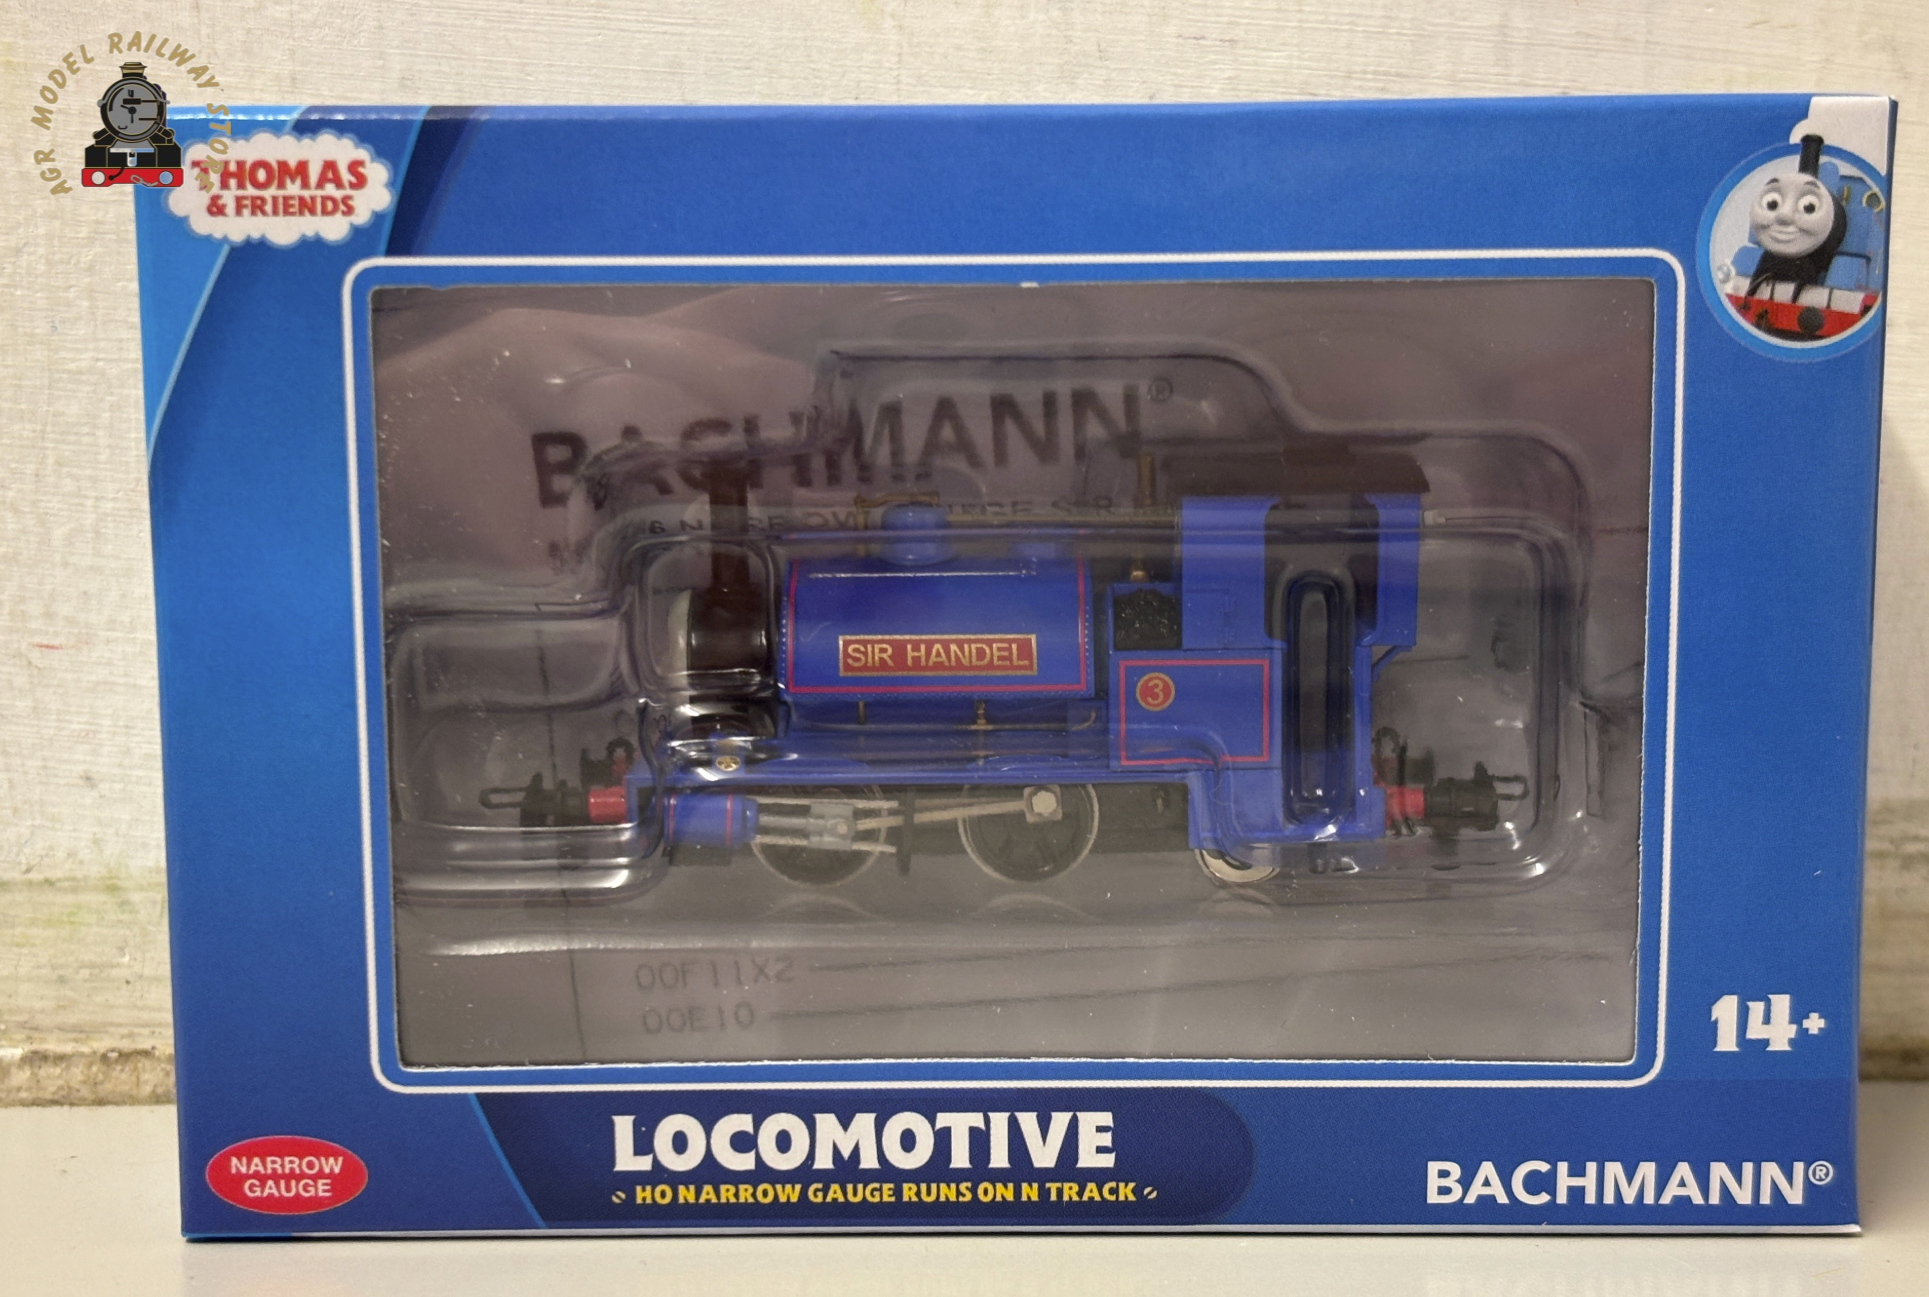 AGR MODEL RAILWAY STORE
THOMAS
& FRIENDS
BACHMANN®
SIR HANDEL
3
00F11X2
00E10
14+
NARROW
GAUGE
LOCOMOTIVE
HO NARROW GAUGE RUNS ON N TRACK
BACHMANN®